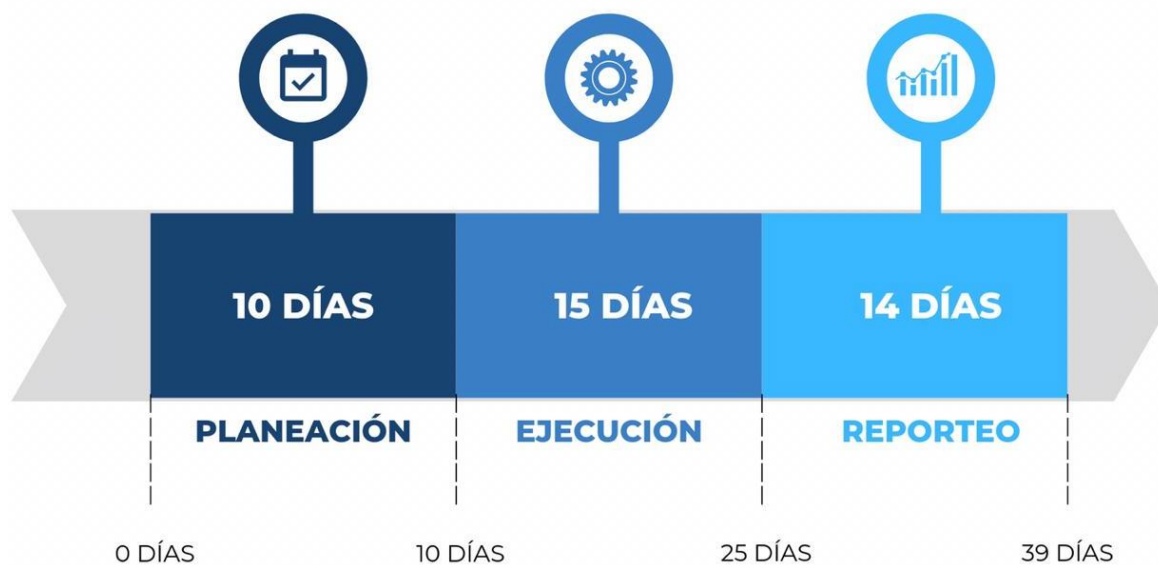 10 DÍAS
15 DÍAS
14 DÍAS
PLANEACIÓN
EJECUCIÓN
REPORTEO
0 DÍAS
10 DÍAS
25 DÍAS
39 DÍAS